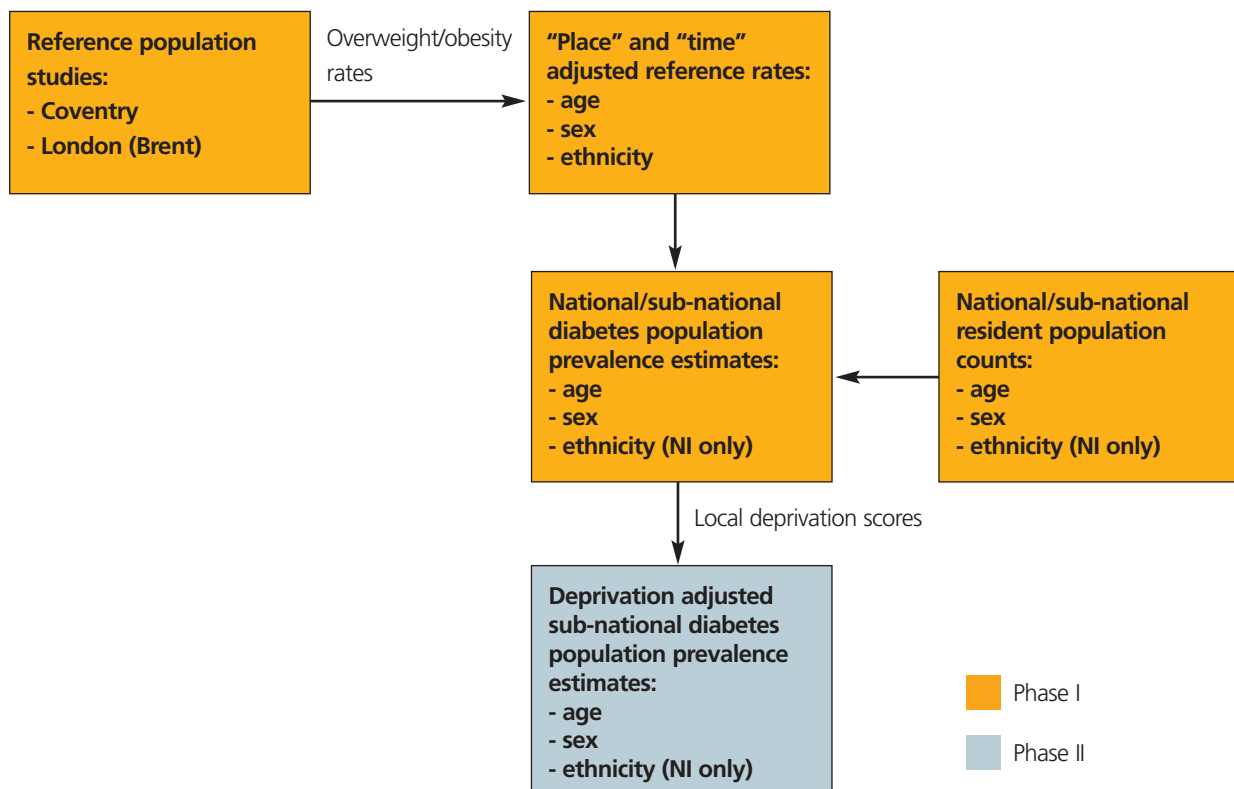 Reference population
studies:
- Coventry
- London (Brent)
Overweight/obesity
rates
“Place” and “time”
adjusted reference rates:
- age
- sex
- ethnicity
National/sub-national
diabetes population
prevalence estimates:
- age
- sex
- ethnicity (NI only)
National/sub-national
resident population
counts:
- age
- sex
- ethnicity (NI only)
Local deprivation scores
Deprivation adjusted
sub-national diabetes
population prevalence
estimates:
- age
- sex
- ethnicity (NI only)
Phase I
Phase II